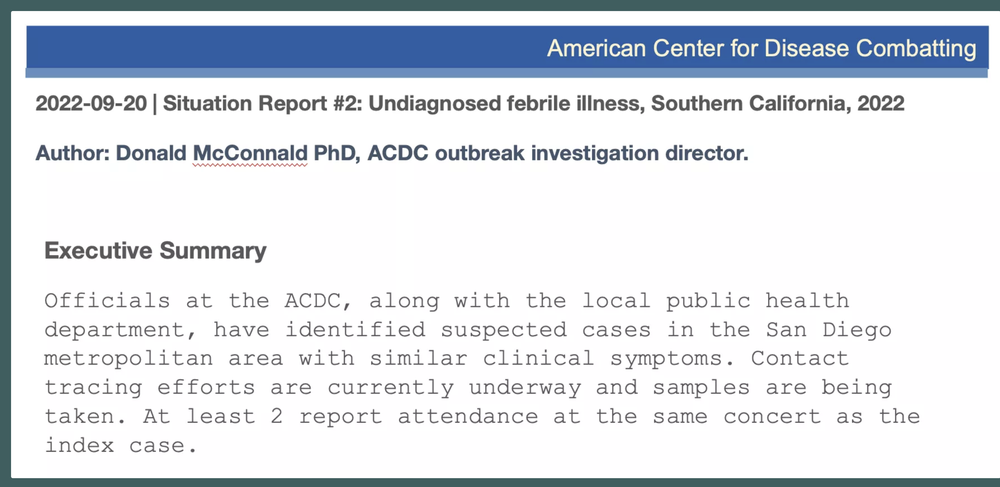 American Center for Disease Combatting
2022-09-20 | Situation Report #2: Undiagnosed febrile illness, Southern California, 2022
Author: Donald McConnald PhD, ACDC outbreak investigation director.
Executive Summary
Officials at the ACDC, along with the local public health
department, have identified suspected cases in the San Diego
metropolitan area with similar clinical symptoms. Contact
tracing efforts are currently underway and samples are being
taken. At least 2 report attendance at the same concert as the
index case.